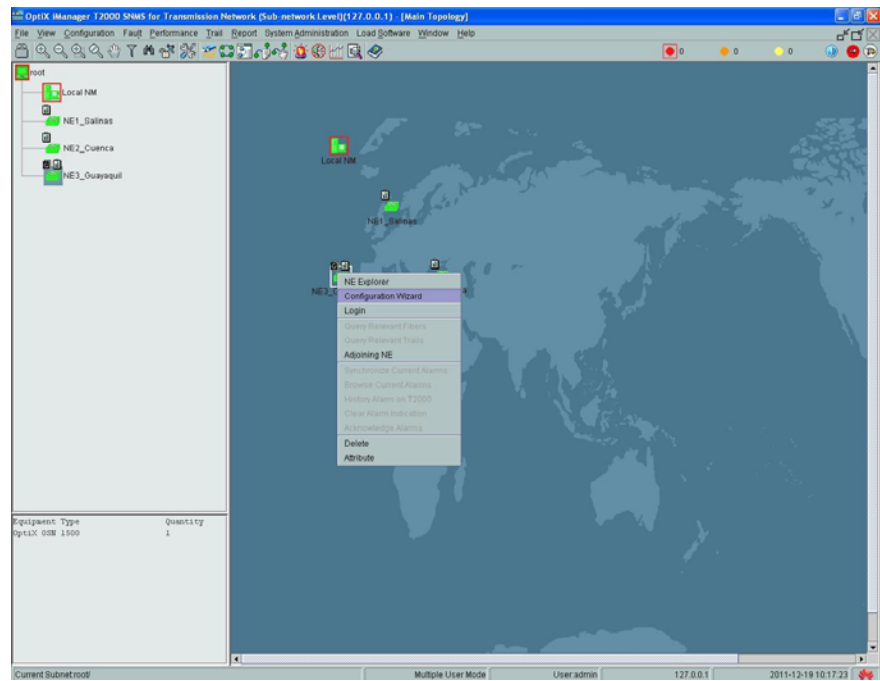 OptiX iManager T2000 SNMS for Transmission Network (Sub-network Level)(127.0.0.1) - [Main Topology]
File View Configuration Fault Performance Trail Report System Administration Load Software Window Help
0 0 0
root
Local NM
NE1_Salinas
NE2_Cuenca
NE3_Guayaquil
Local NM
NE1_Salinas
NE3_G
a
NE Explorer
Configuration Wizard
Login
Query Relevant Fibers
Query Relevant Trails
Adjoining NE
Synchronize Current Alarms
Browse Current Alarms
History Alarm on T2000
Clear Alarm Indication
Acknowledge Alarms
Delete
Attribute
Equipment Type Quantity
OptiX OSN 1500 1
Current Subnet:root/ Multiple User Mode User:admin 127.0.0.1 2011-12-19 10:17:23